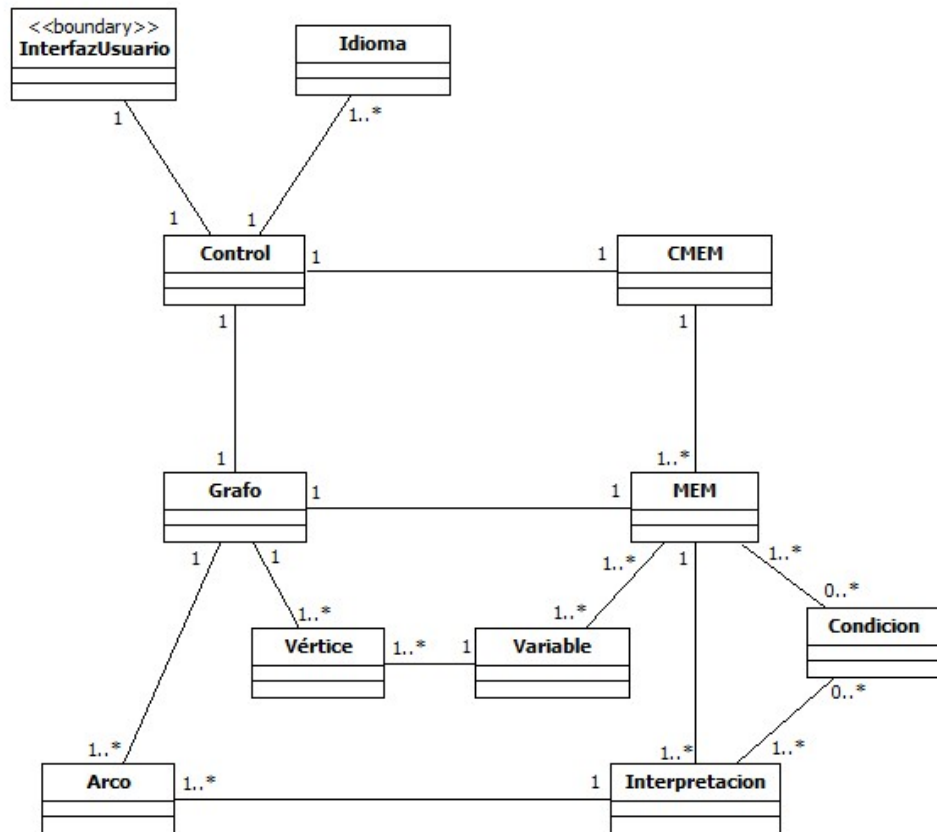 <<boundary>>
InterfazUsuario
Idioma
1
1..*
1
1
Control
CMEM
1
1
1
1
1
1..*
Grafo
MEM
1
1
1
1
1..*
1
1..*
1..*
1..*
0..*
Condicion
Vértice
Variable
1..*
1
0..*
1..*
1..*
1..*
Arco
Interpretacion
1..*
1